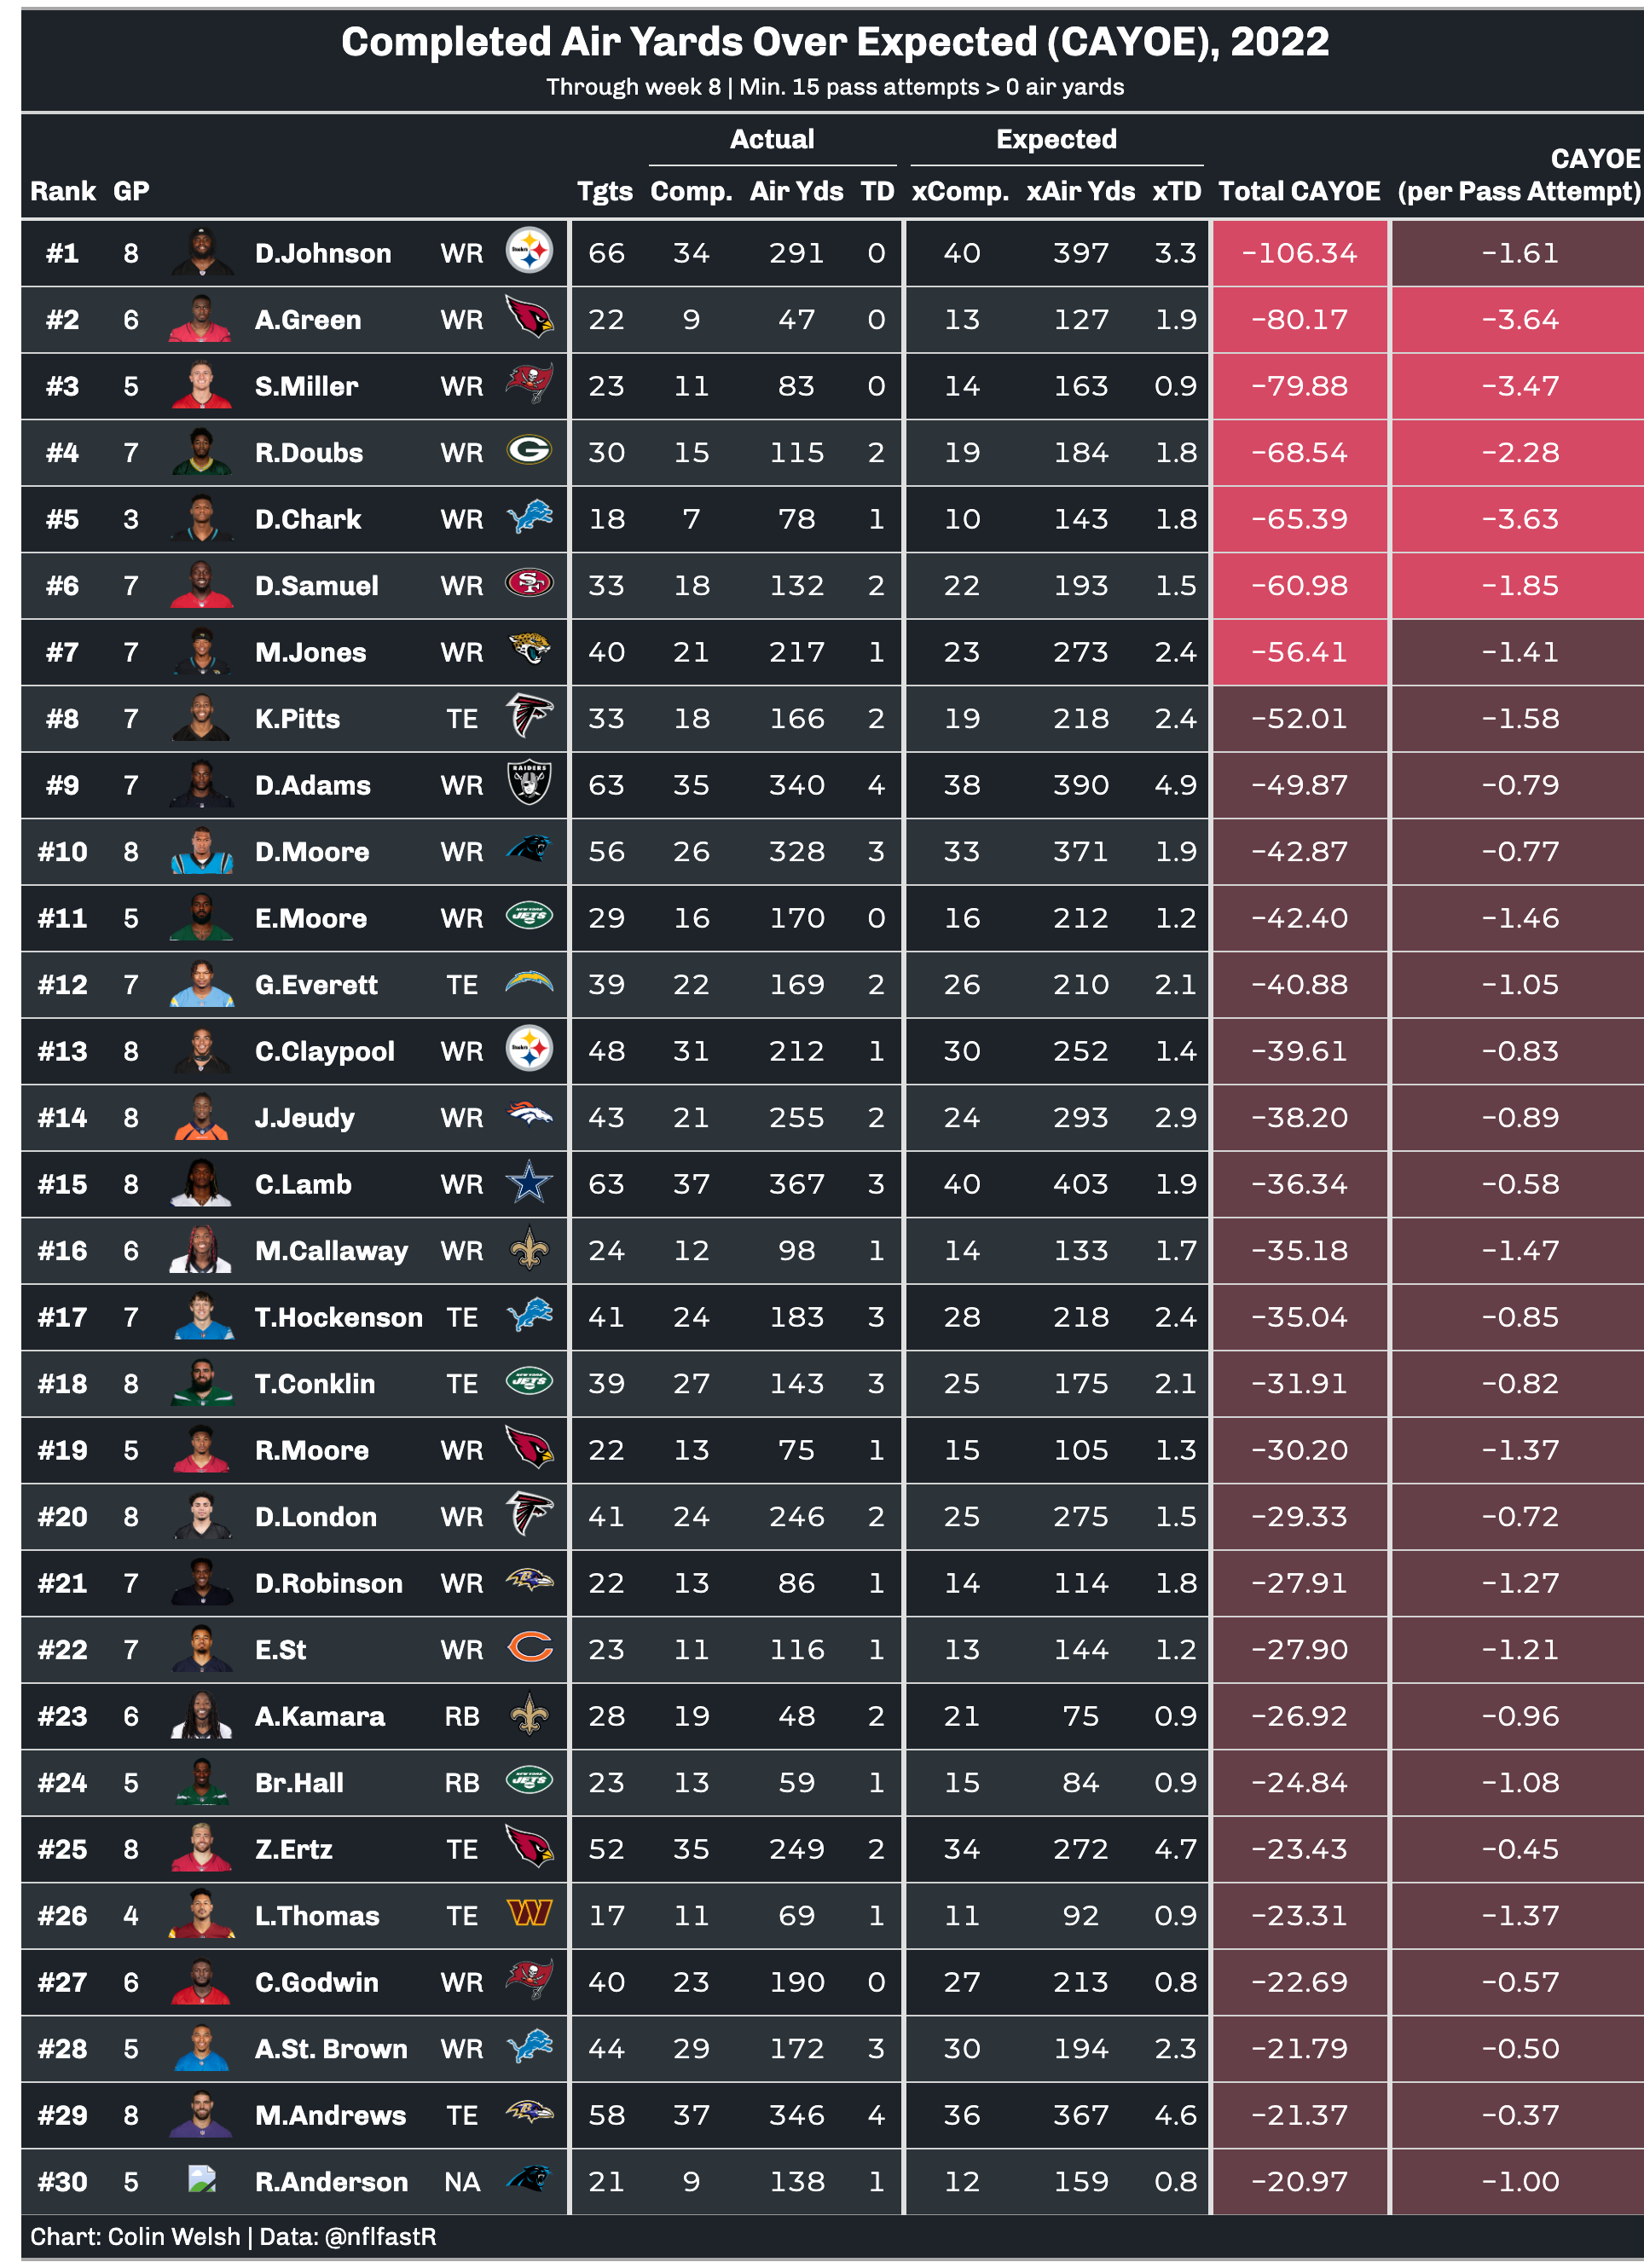 Completed Air Yards Over Expected (CAYOE), 2022
Through week 8 | Min. 15 pass attempts > 0 air yards
Actual Expected
Rank GP Tgts Comp. Air Yds TD xComp. xAir Yds xTD Total CAYOE CAYOE (per Pass Attempt)
#1 8 D.Johnson WR Steelers 66 34 291 0 40 397 3.3 −106.34 −1.61
#2 6 A.Green WR 22 9 47 0 13 127 1.9 −80.17 −3.64
#3 5 S.Miller WR 23 11 83 0 14 163 0.9 −79.88 −3.47
#4 7 R.Doubs WR G 30 15 115 2 19 184 1.8 −68.54 −2.28
#5 3 D.Chark WR 18 7 78 1 10 143 1.8 −65.39 −3.63
#6 7 D.Samuel WR SF 33 18 132 2 22 193 1.5 −60.98 −1.85
#7 7 M.Jones WR 40 21 217 1 23 273 2.4 −56.41 −1.41
#8 7 K.Pitts TE 33 18 166 2 19 218 2.4 −52.01 −1.58
#9 7 D.Adams WR RAIDERS 63 35 340 4 38 390 4.9 −49.87 −0.79
#10 8 D.Moore WR 56 26 328 3 33 371 1.9 −42.87 −0.77
#11 5 E.Moore WR NEW YORK JETS 29 16 170 0 16 212 1.2 −42.40 −1.46
#12 7 G.Everett TE 39 22 169 2 26 210 2.1 −40.88 −1.05
#13 8 C.Claypool WR Steelers 48 31 212 1 30 252 1.4 −39.61 −0.83
#14 8 J.Jeudy WR 43 21 255 2 24 293 2.9 −38.20 −0.89
#15 8 C.Lamb WR 63 37 367 3 40 403 1.9 −36.34 −0.58
#16 6 M.Callaway WR 24 12 98 1 14 133 1.7 −35.18 −1.47
#17 7 T.Hockenson TE 41 24 183 3 28 218 2.4 −35.04 −0.85
#18 8 T.Conklin TE NEW YORK JETS 39 27 143 3 25 175 2.1 −31.91 −0.82
#19 5 R.Moore WR 22 13 75 1 15 105 1.3 −30.20 −1.37
#20 8 D.London WR 41 24 246 2 25 275 1.5 −29.33 −0.72
#21 7 D.Robinson WR 22 13 86 1 14 114 1.8 −27.91 −1.27
#22 7 E.St WR C 23 11 116 1 13 144 1.2 −27.90 −1.21
#23 6 A.Kamara RB 28 19 48 2 21 75 0.9 −26.92 −0.96
#24 5 Br.Hall RB NEW YORK JETS 23 13 59 1 15 84 0.9 −24.84 −1.08
#25 8 Z.Ertz TE 52 35 249 2 34 272 4.7 −23.43 −0.45
#26 4 L.Thomas TE W 17 11 69 1 11 92 0.9 −23.31 −1.37
#27 6 C.Godwin WR 40 23 190 0 27 213 0.8 −22.69 −0.57
#28 5 A.St. Brown WR 44 29 172 3 30 194 2.3 −21.79 −0.50
#29 8 M.Andrews TE 58 37 346 4 36 367 4.6 −21.37 −0.37
#30 5 R.Anderson NA 21 9 138 1 12 159 0.8 −20.97 −1.00
Chart: Colin Welsh | Data: @nflfastR